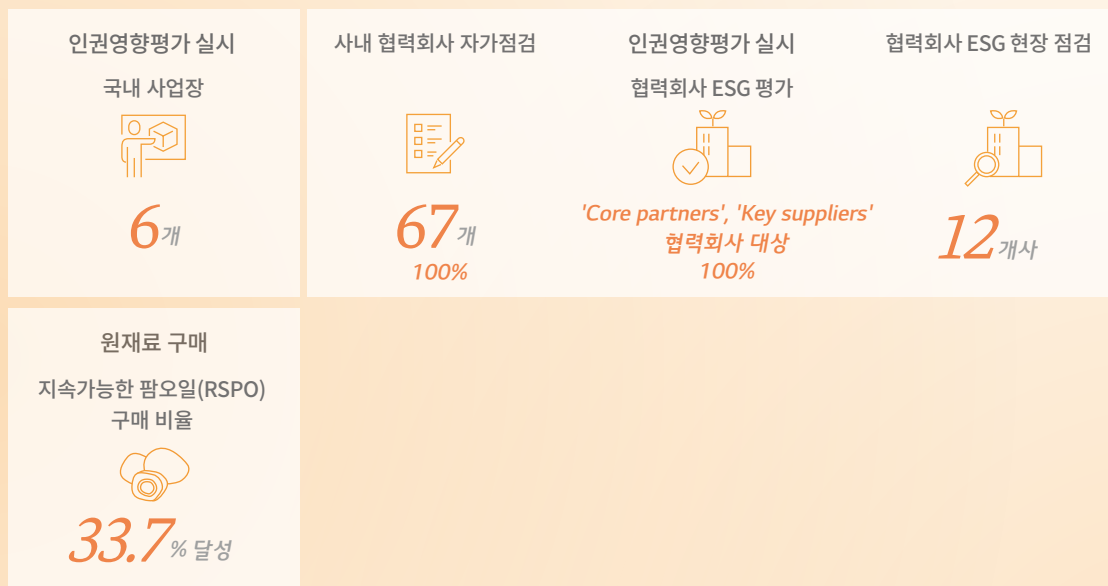 인권영향평가 실시
국내 사업장
6개
사내 협력회사 자가점검
67개
100%
인권영향평가 실시
협력회사 ESG 평가
'Core partners', 'Key suppliers'
협력회사 대상
100%
협력회사 ESG 현장 점검
12개사
원재료 구매
지속가능한 팜오일(RSPO)
구매 비율
33.7% 달성